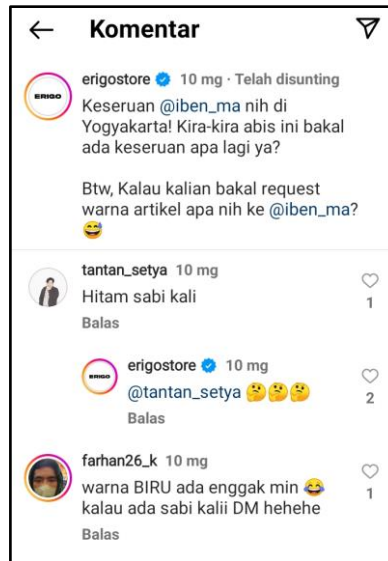 Komentar
ERIGO
erigostore 10 mg · Telah disunting
Keseruan @iben_ma nih di
Yogyakarta! Kira-kira abis ini bakal
ada keseruan apa lagi ya?
Btw, Kalau kalian bakal request
warna artikel apa nih ke @iben_ma?
😅
tantan_setya 10 mg
Hitam sabi kali
1
Balas
ERIGO
erigostore 10 mg
@tantan_setya 🤔🤔🤔
2
Balas
farhan26_k 10 mg
warna BIRU ada enggak min 😂
1
kalau ada sabi kalii DM hehehe
Balas